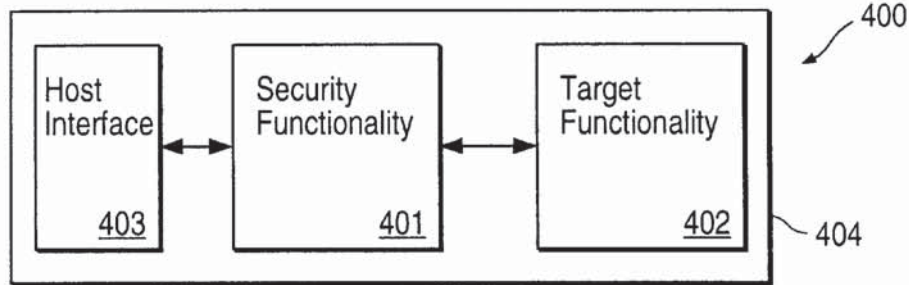 400
Host
Interface
403
Security
Functionality
401
Target
Functionality
402
404